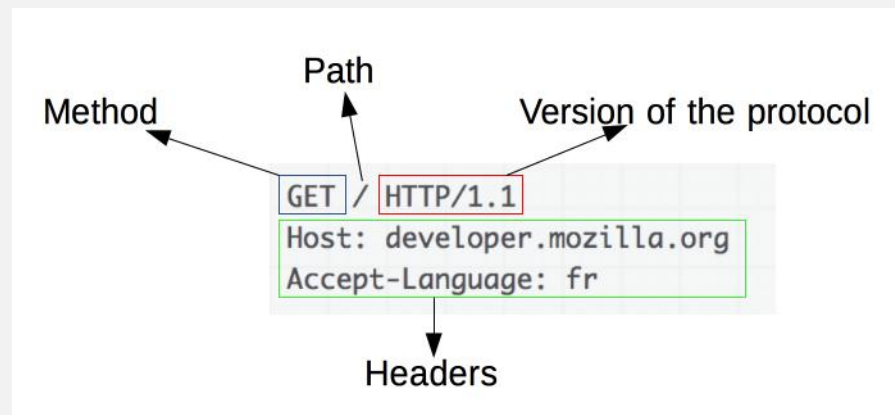 Path
Method
Version of the protocol
GET / HTTP/1.1
Host: developer.mozilla.org
Accept-Language: fr
Headers